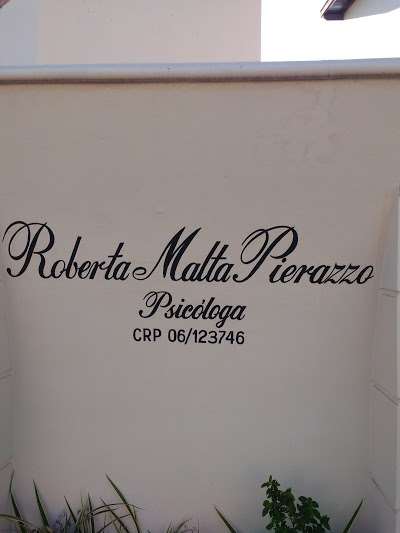 Roberta Malta Pierazzo
Psicóloga
CRP 06/123746